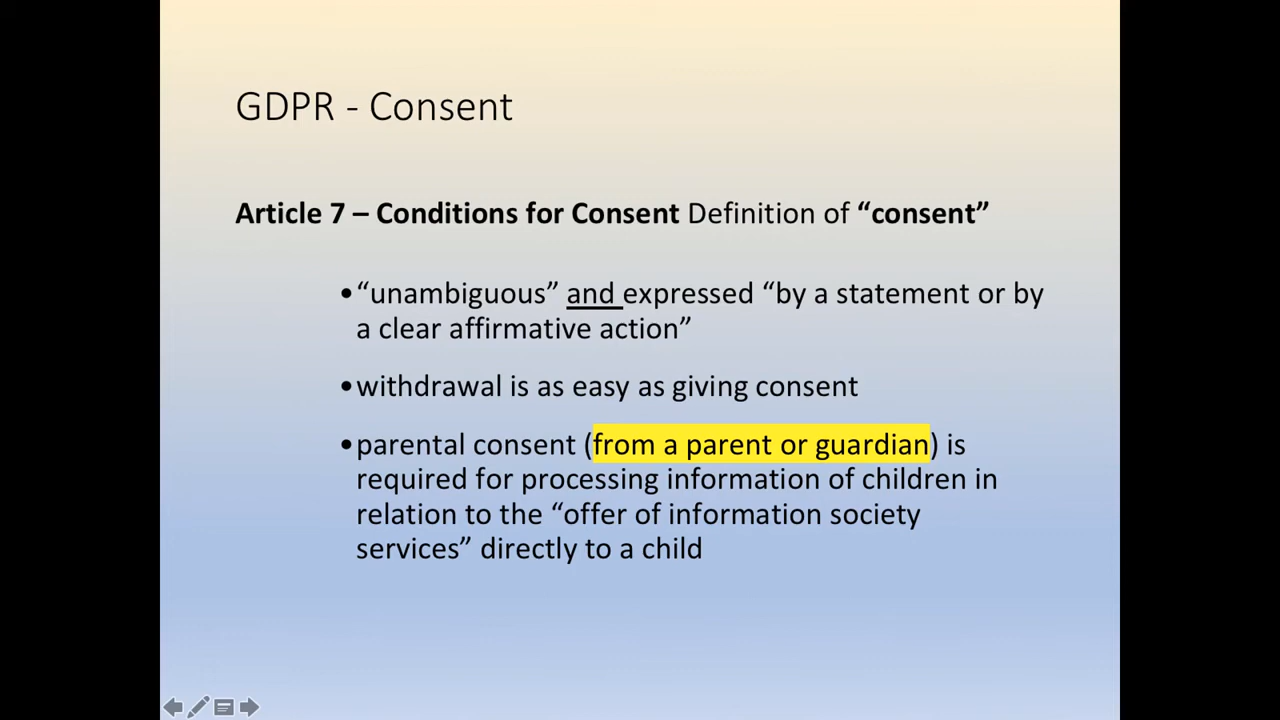 GDPR - Consent
Article 7 – Conditions for Consent Definition of “consent”
•“unambiguous” and expressed “by a statement or by
a clear affirmative action”
•withdrawal is as easy as giving consent
•parental consent (from a parent or guardian) is
required for processing information of children in
relation to the “offer of information society
services” directly to a child